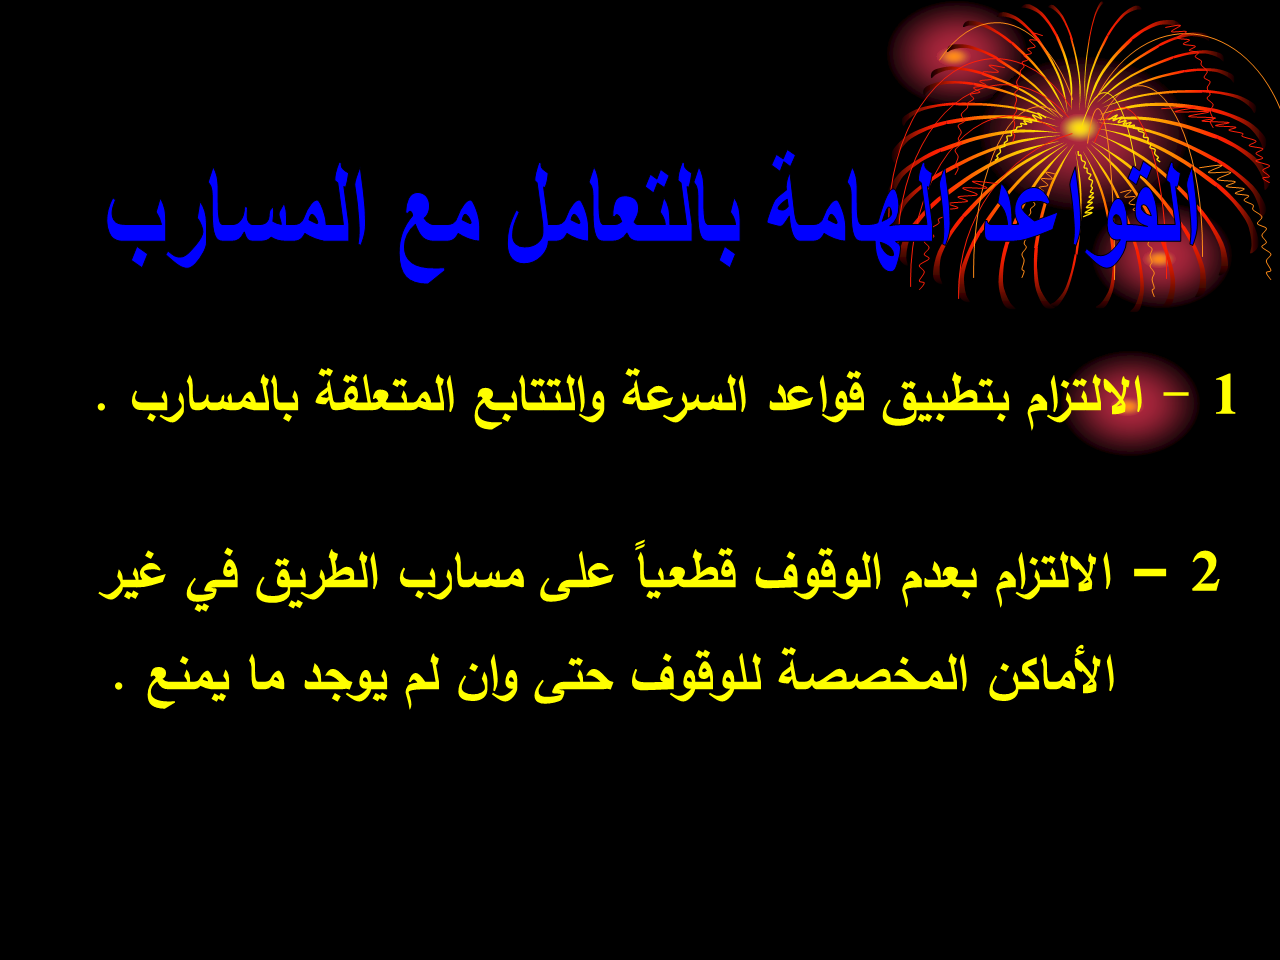 القواعد الهامة بالتعامل مع المسارب
1 – الالتزام بتطبيق قواعد السرعة والتتابع المتعلقة بالمسارب .
2 – الالتزام بعدم الوقوف قطعياً على مسارب الطريق في غير
الأماكن المخصصة للوقوف حتى وان لم يوجد ما يمنع .